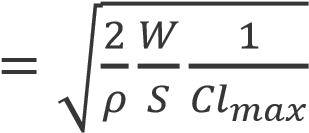 = √(2/ρ W/S 1/Cl_max)